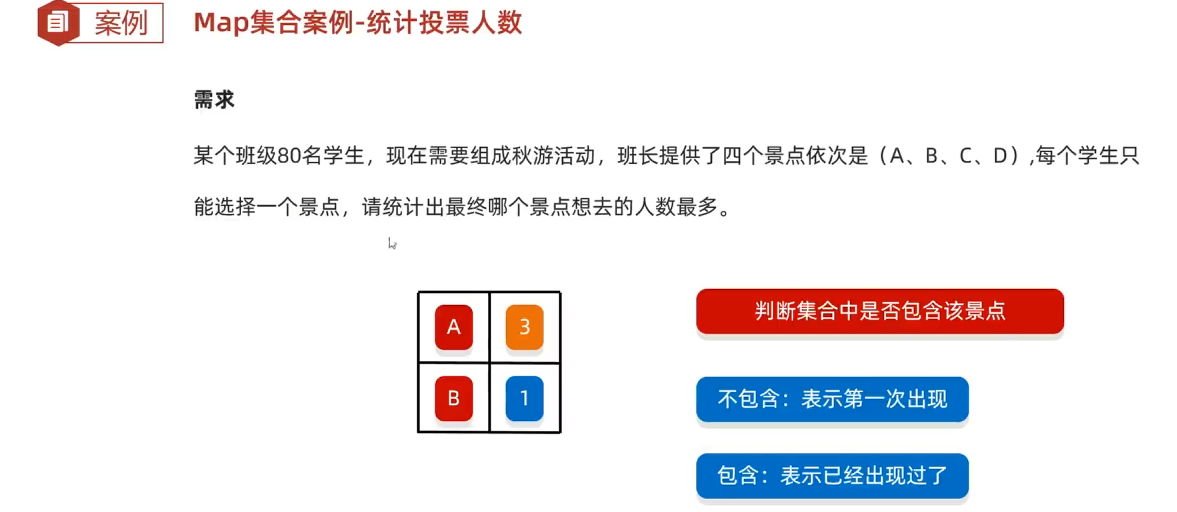 案例
Map集合案例-统计投票人数
需求
某个班级80名学生，现在需要组成秋游活动，班长提供了四个景点依次是（A、B、C、D）,每个学生只
能选择一个景点，请统计出最终哪个景点想去的人数最多。
A 3
B 1
判断集合中是否包含该景点
不包含：表示第一次出现
包含：表示已经出现过了